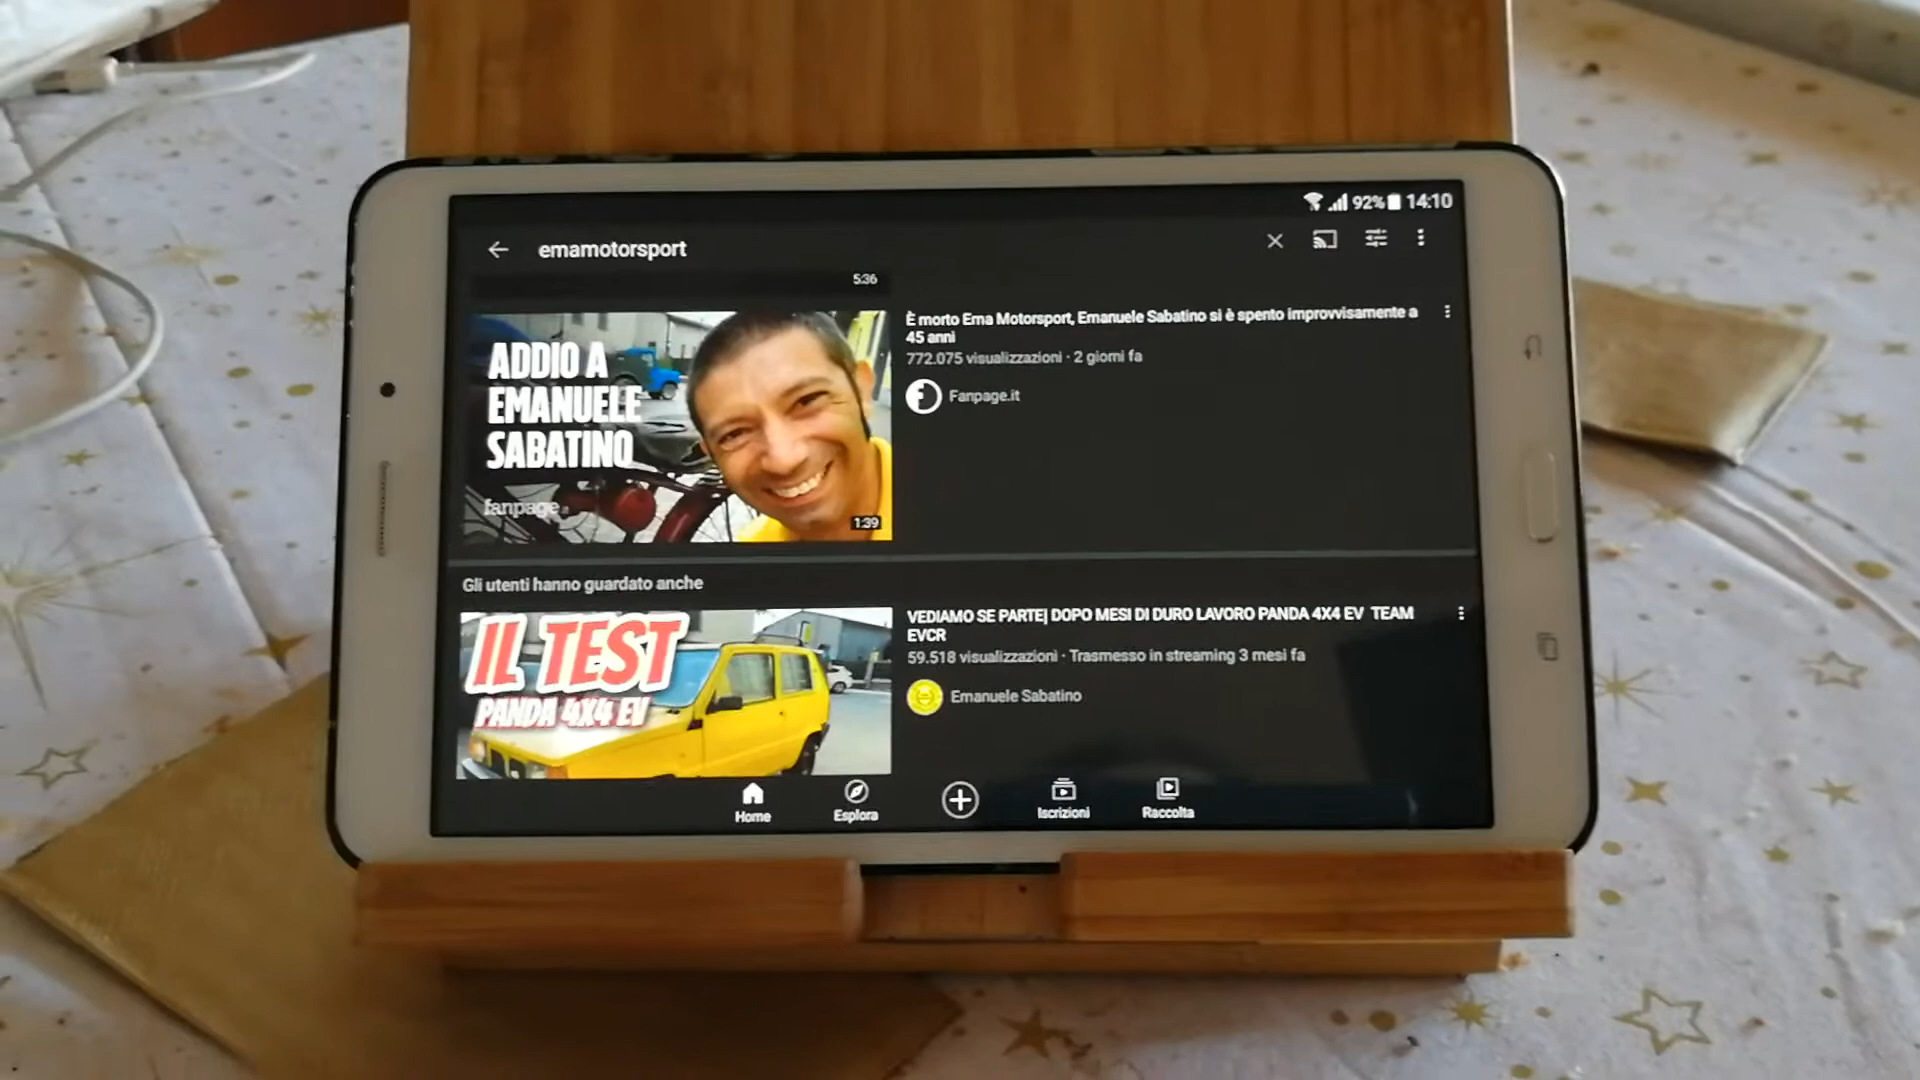 92% 14:10
emamotorsport
5:36
ADDIO A
EMANUELE
SABATINO
fanpage.it
1:39
È morto Ema Motorsport, Emanuele Sabatino si è spento improvvisamente a
45 anni
772.075 visualizzazioni · 2 giorni fa
Fanpage.it
Gli utenti hanno guardato anche
IL TEST
PANDA 4X4 EV
VEDIAMO SE PARTE| DOPO MESI DI DURO LAVORO PANDA 4X4 EV TEAM
EVCR
59.518 visualizzazioni · Trasmesso in streaming 3 mesi fa
Emanuele Sabatino
Home
Esplora
Iscrizioni
Raccolta